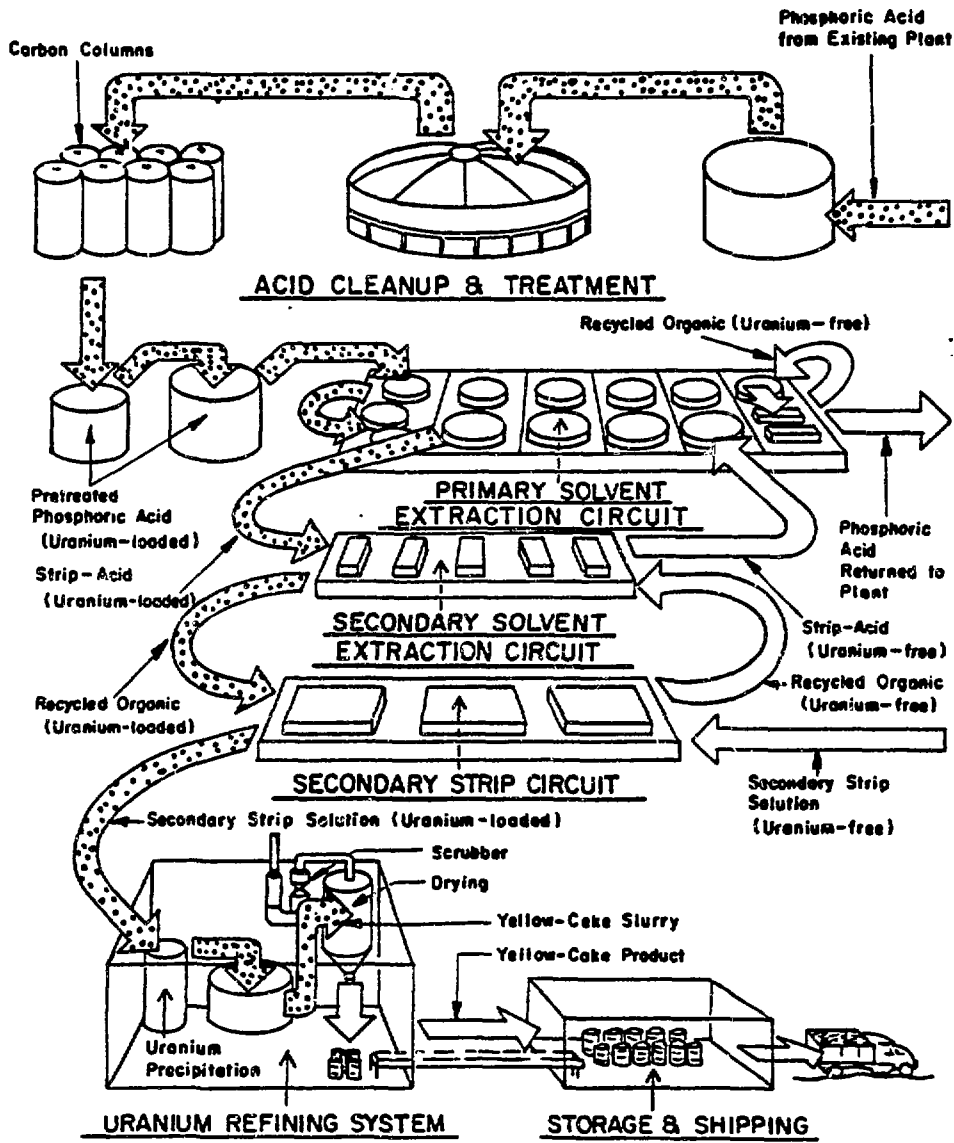 Phosphoric Acid
from Existing Plant
Carbon Columns
ACID CLEANUP & TREATMENT
Recycled Organic (Uranium-free)
Pretreated
Phosphoric Acid
(Uranium-loaded)
Strip-Acid
(Uranium-loaded)
PRIMARY SOLVENT
EXTRACTION CIRCUIT
Phosphoric
Acid
Returned to
Plant
SECONDARY SOLVENT
EXTRACTION CIRCUIT
Strip-Acid
(Uranium-free)
Recycled Organic
(Uranium-free)
Recycled Organic
(Uranium-loaded)
SECONDARY STRIP CIRCUIT
Secondary Strip
Solution
(Uranium-free)
Secondary Strip Solution (Uranium-loaded)
Scrubber
Drying
Yellow-Cake Slurry
Yellow-Cake Product
Uranium
Precipitation
URANIUM REFINING SYSTEM
STORAGE & SHIPPING